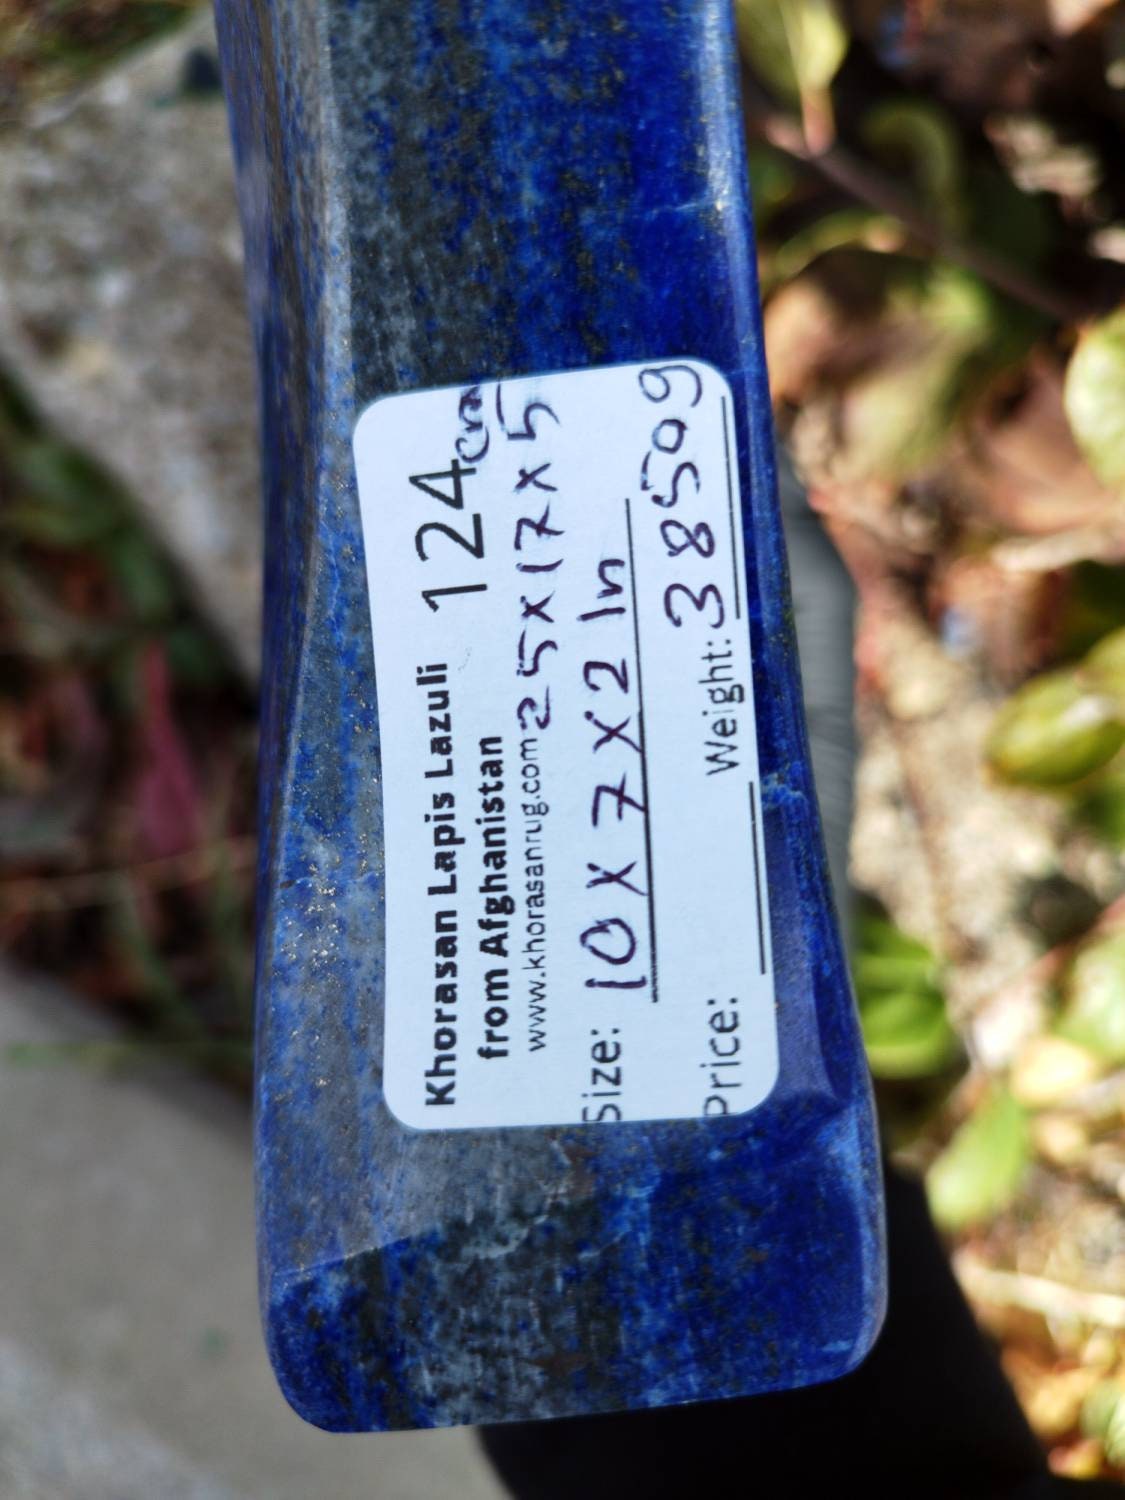 Khorasan Lapis Lazuli 124
from Afghanistan cm
www.khorasanrug.com 25x17x5
Size: 10 x 7 x 2 In
Price: Weight: 3850g